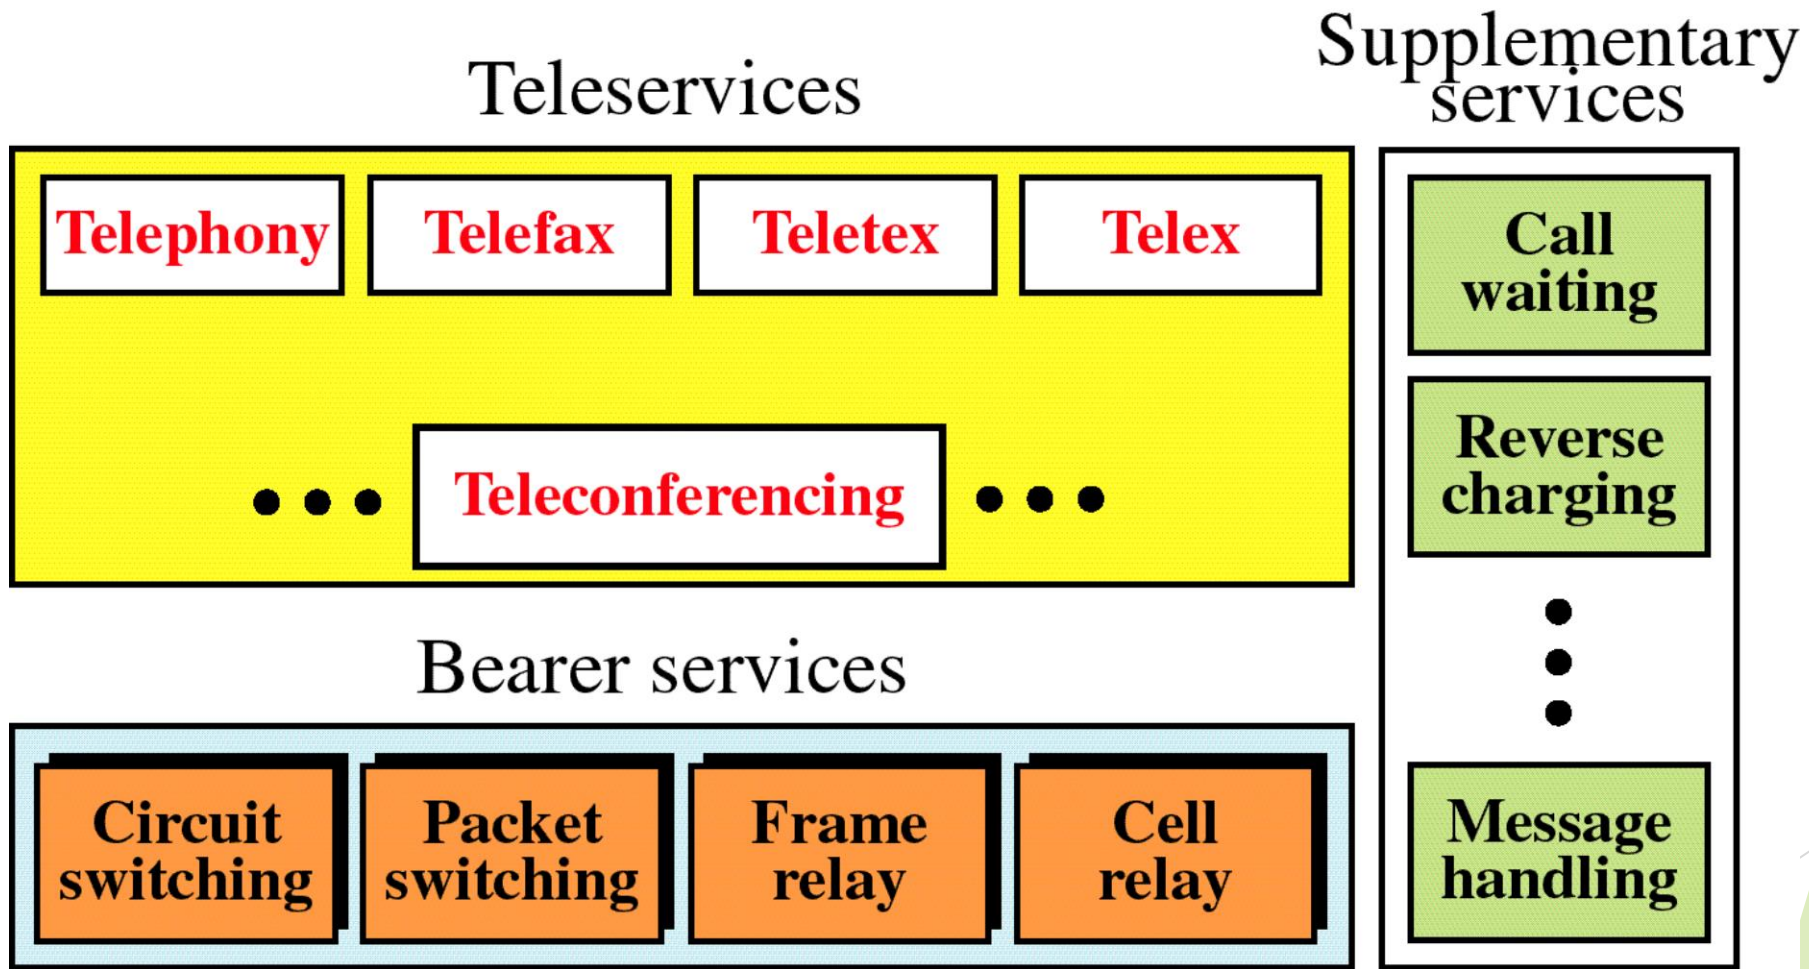 Teleservices
Telephony
Telefax
Teletex
Telex
Teleconferencing
Bearer services
Circuit
switching
Packet
switching
Frame
relay
Cell
relay
Supplementary
services
Call
waiting
Reverse
charging
Message
handling